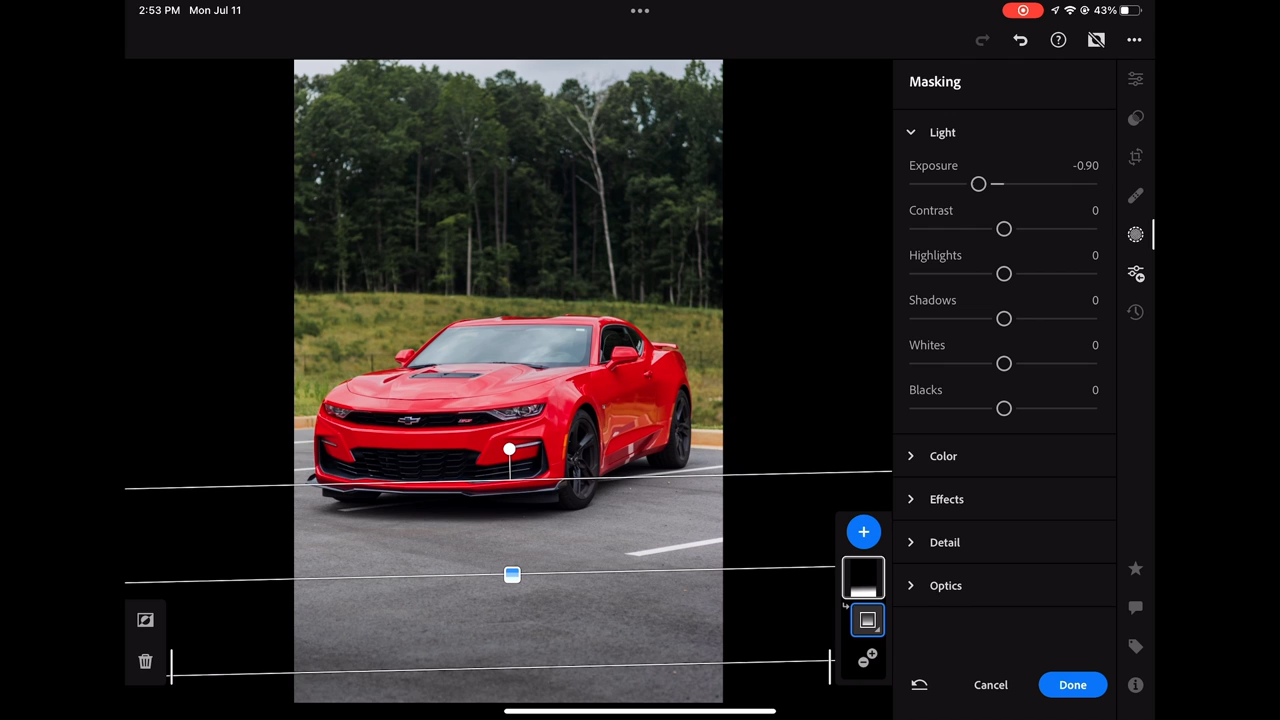 2:53 PM Mon Jul 11
43%
Masking
Light
Exposure -0.90
Contrast 0
Highlights 0
Shadows 0
Whites 0
Blacks 0
Color
Effects
Detail
Optics
Cancel Done